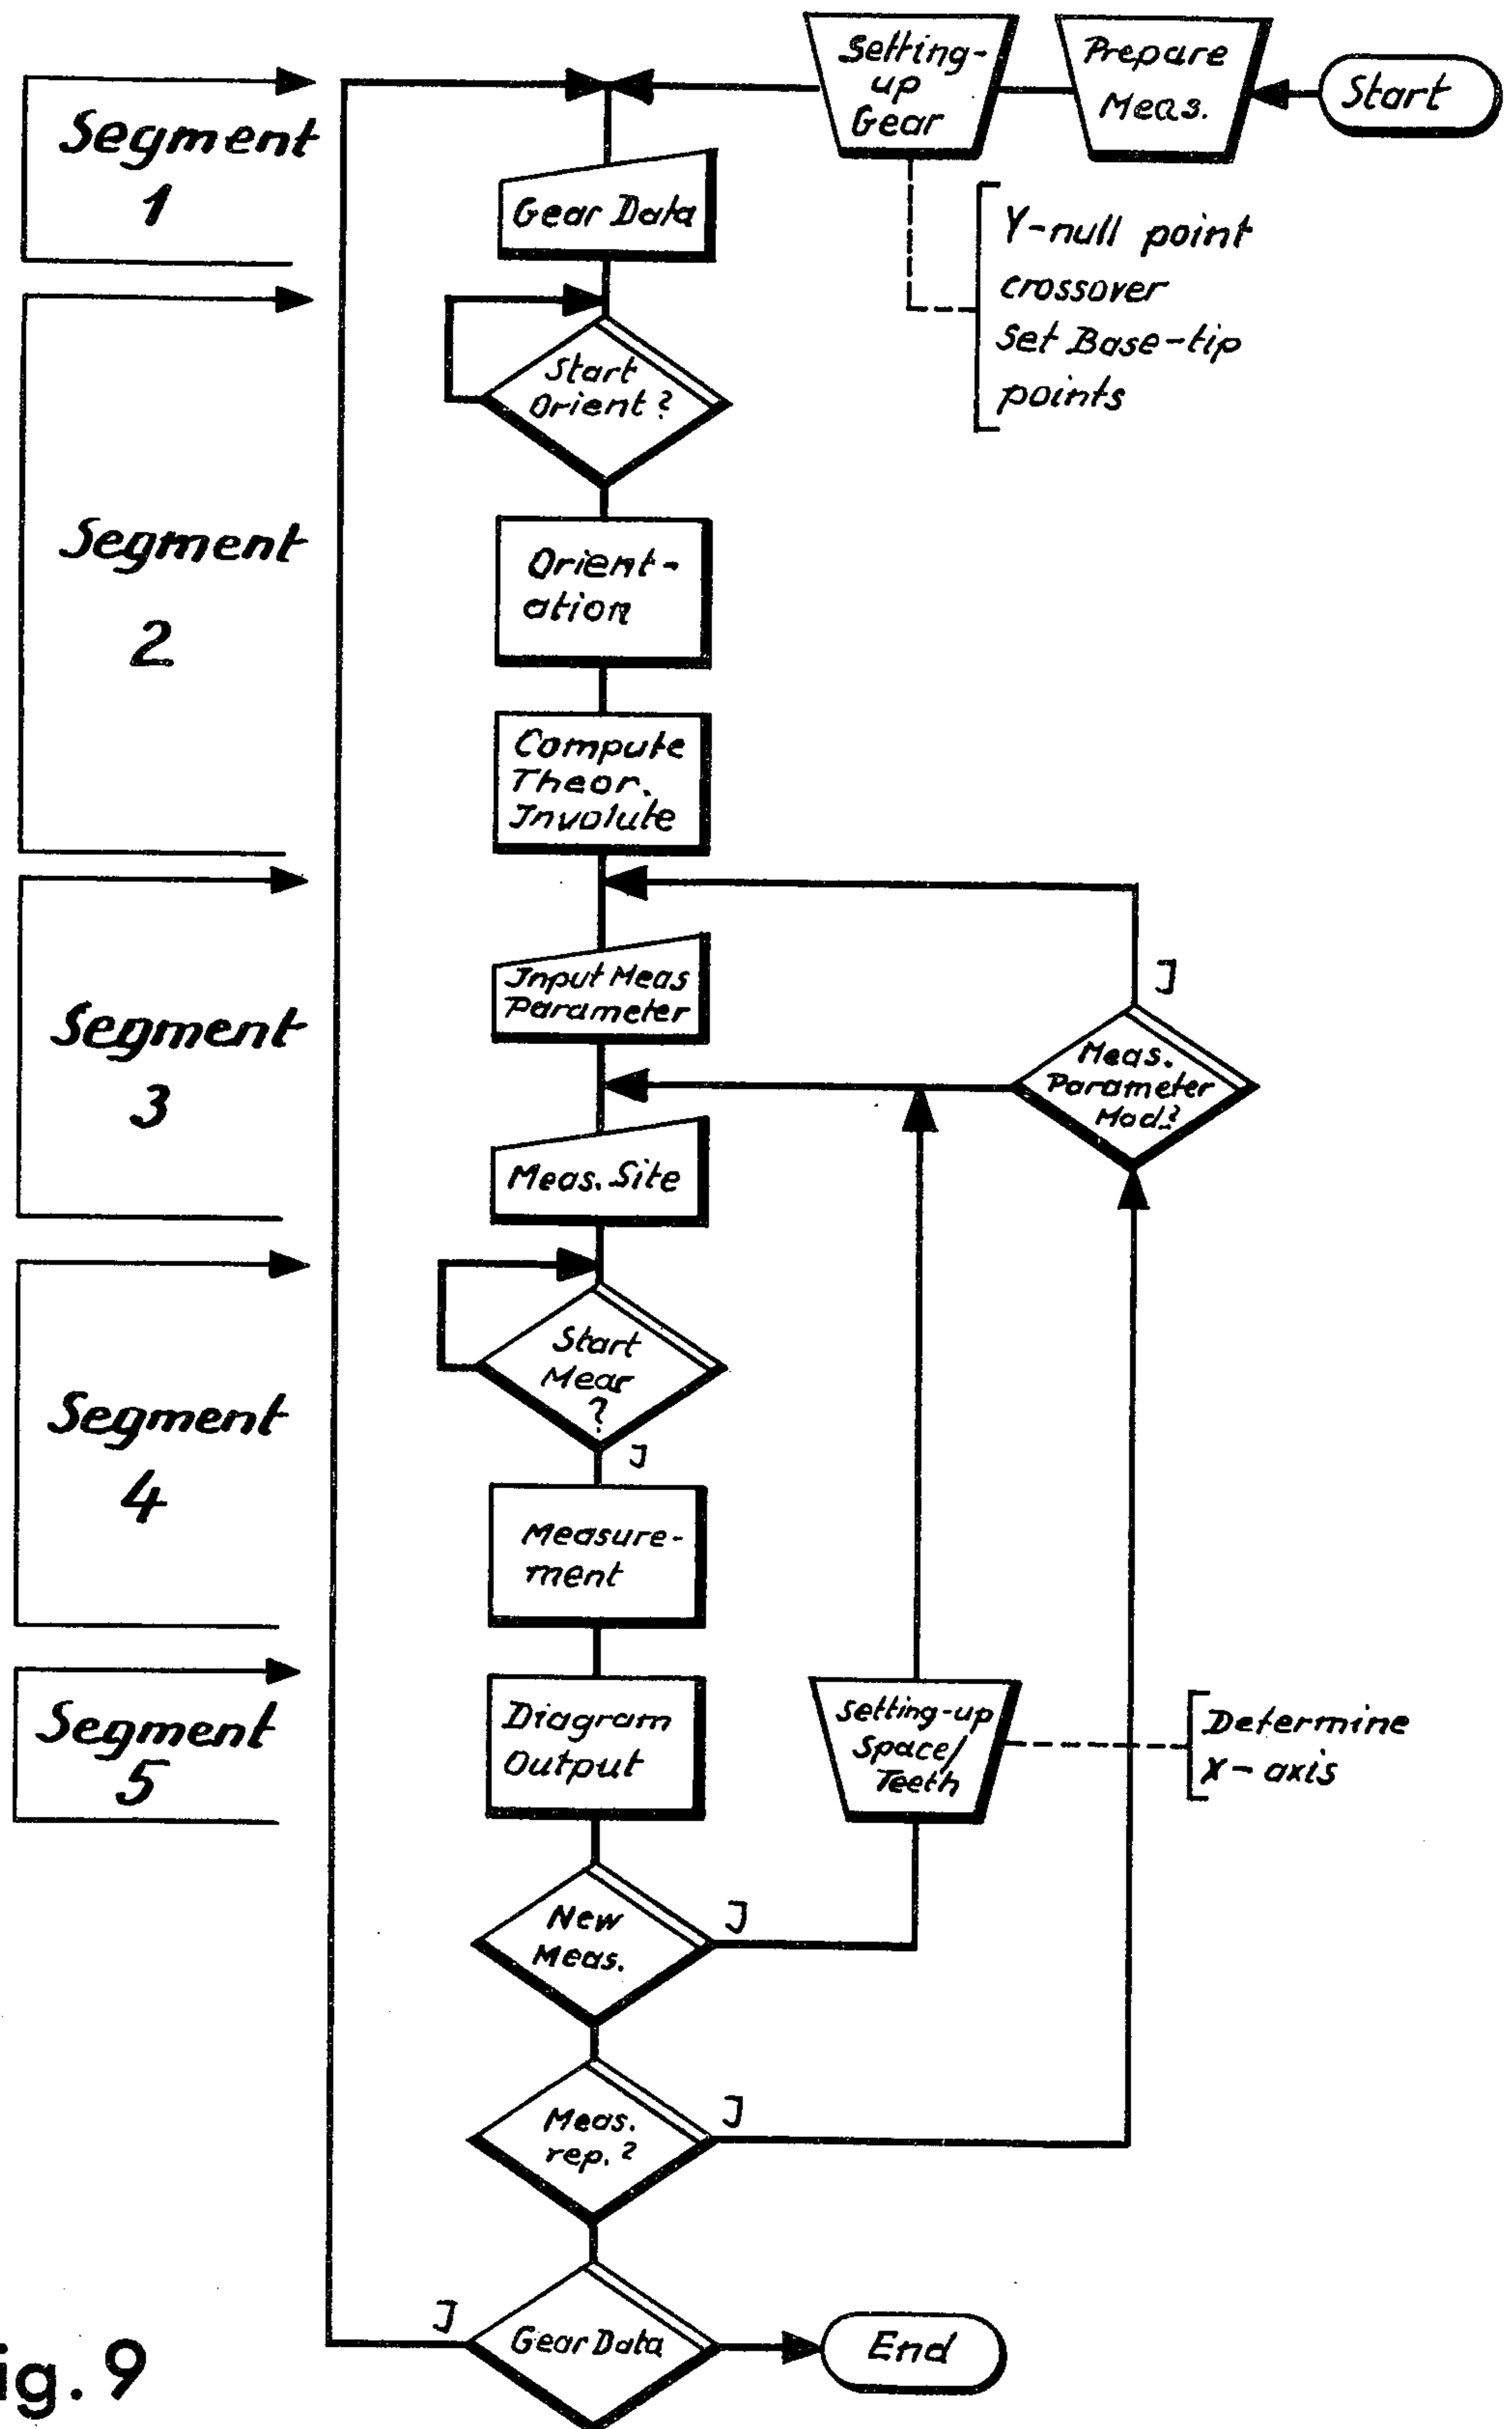 Setting-
up
Gear
Prepare
Meas.
Start
Segment
1
Gear Data
Y-null point
crossover
Set Base-tip
points
Start
Orient?
Segment
2
Orient-
ation
Compute
Theor.
Involute
Segment
3
Input Meas
Parameter
J
Meas.
Parameter
Mod.?
Meas. Site
Segment
4
Start
Mear
?
J
Measure-
ment
Segment
5
Diagram
Output
Setting-up
Space/
Teeth
Determine
X-axis
New
Meas.
J
Meas.
rep.?
J
J
Gear Data
End
ig. 9